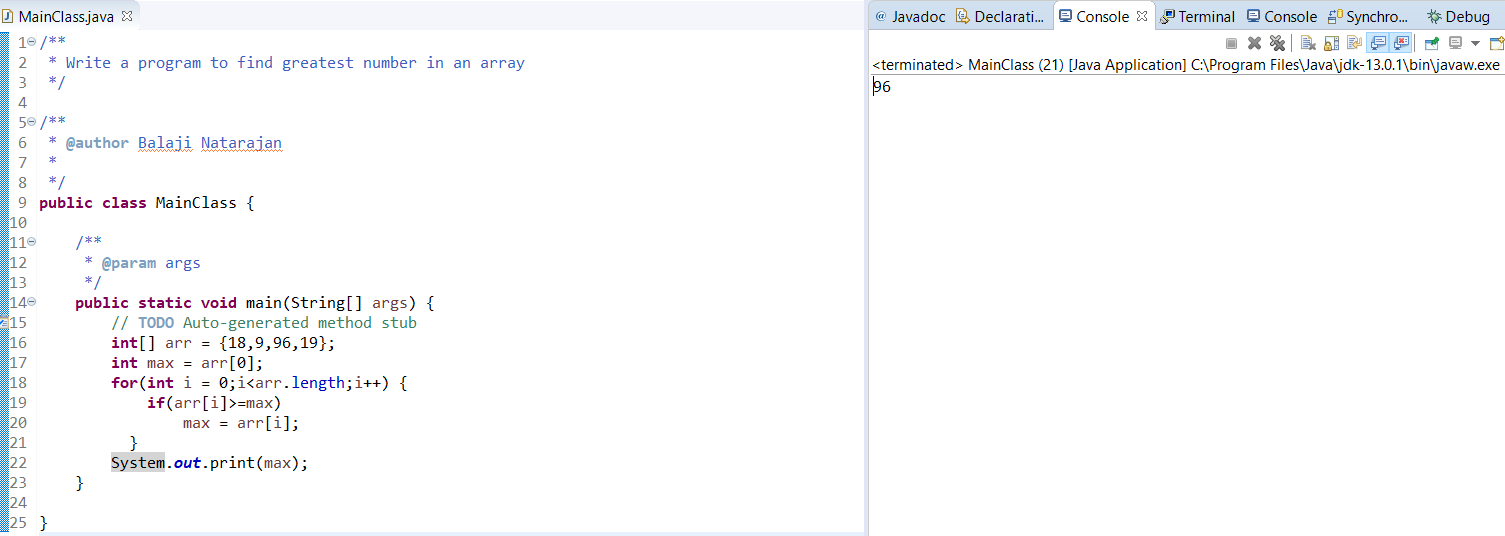 MainClass.java
1 /**
2  * Write a program to find greatest number in an array
3  */
4
5 /**
6  * @author Balaji Natarajan
7  *
8  */
9 public class MainClass {
10
11     /**
12      * @param args
13      */
14     public static void main(String[] args) {
15         // TODO Auto-generated method stub
16         int[] arr = {18,9,96,19};
17         int max = arr[0];
18         for(int i = 0;i<arr.length;i++) {
19             if(arr[i]>=max)
20                 max = arr[i];
21           }
22         System.out.print(max);
23     }
24
25 }
@ Javadoc Declarati... Console Terminal Console Synchro... Debug
<terminated> MainClass (21) [Java Application] C:\Program Files\Java\jdk-13.0.1\bin\javaw.exe
96